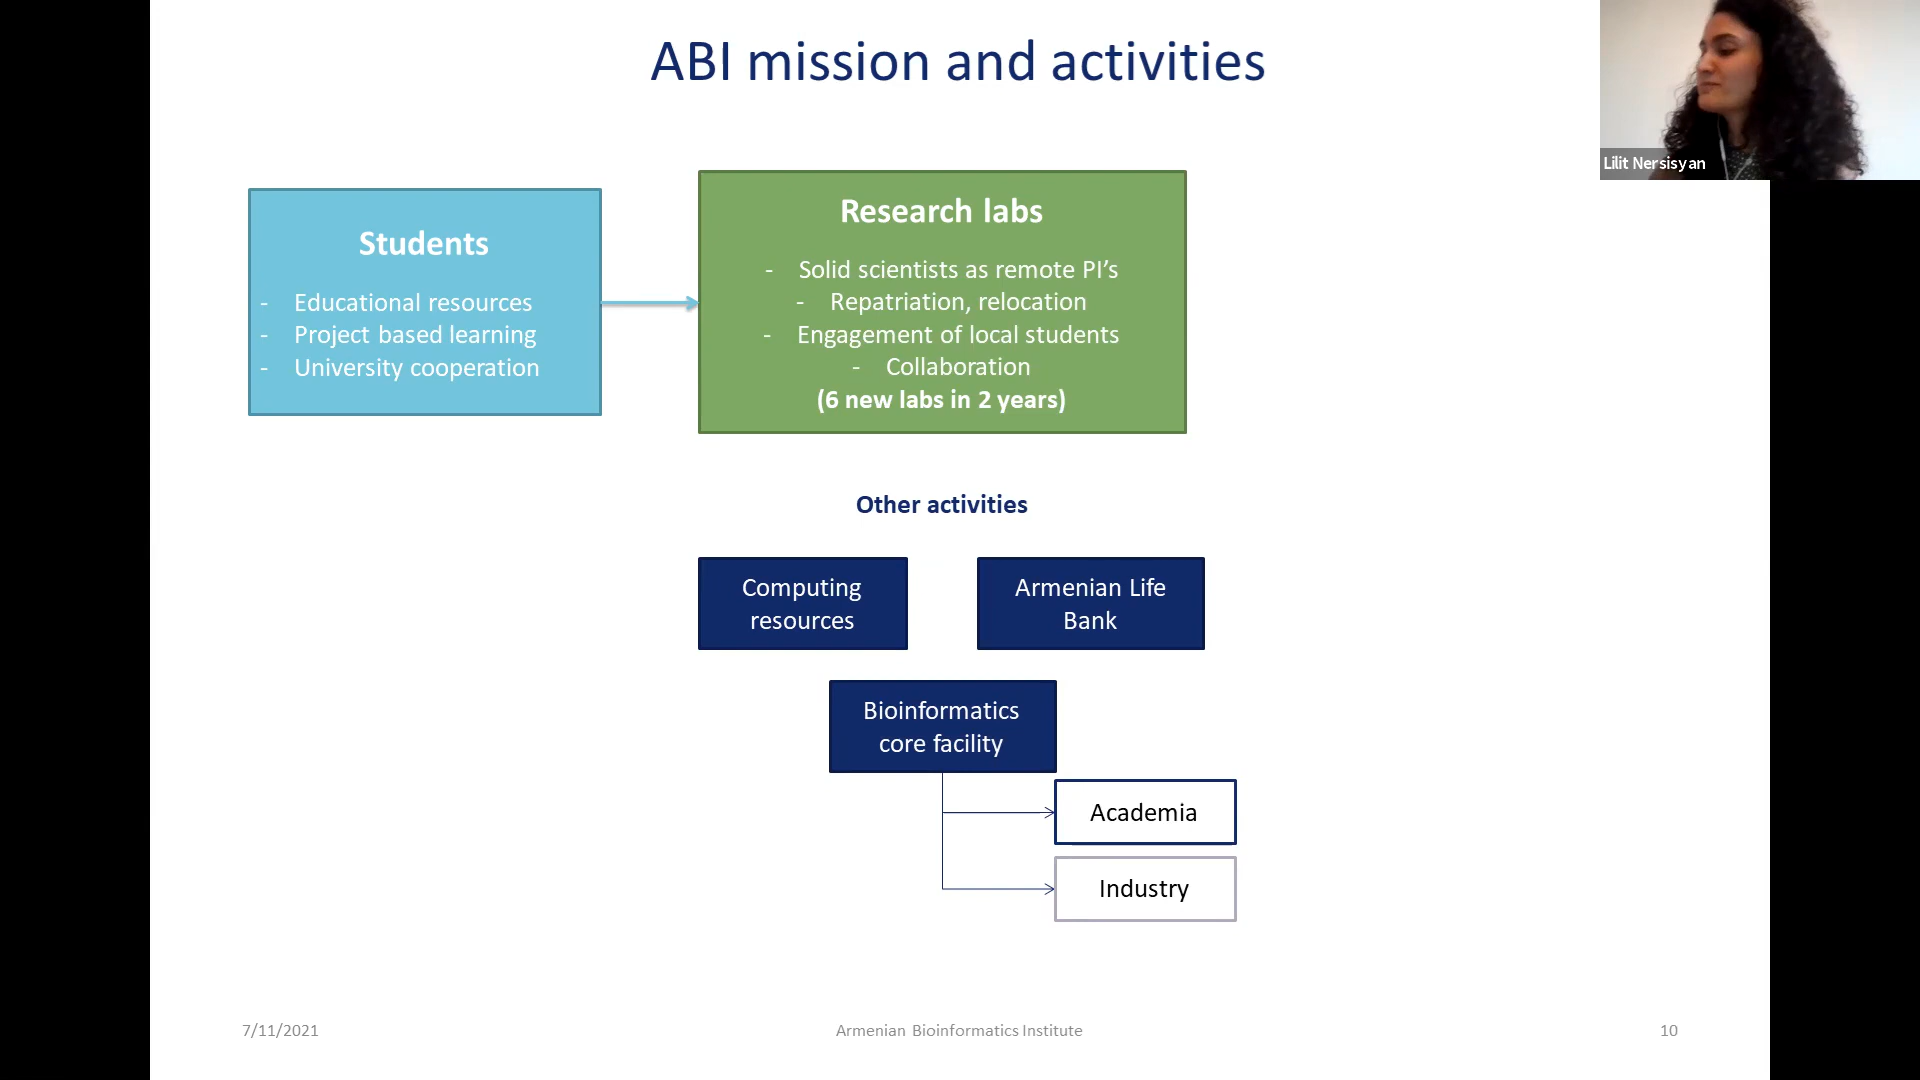 ABI mission and activities
Lilit Nersisyan
Students
- Educational resources
- Project based learning
- University cooperation
Research labs
- Solid scientists as remote PI’s
- Repatriation, relocation
- Engagement of local students
- Collaboration
(6 new labs in 2 years)
Other activities
Computing
resources
Armenian Life
Bank
Bioinformatics
core facility
Academia
Industry
7/11/2021
Armenian Bioinformatics Institute
10